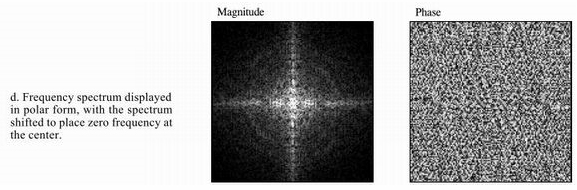 Magnitude
Phase
d. Frequency spectrum displayed
in polar form, with the spectrum
shifted to place zero frequency at
the center.